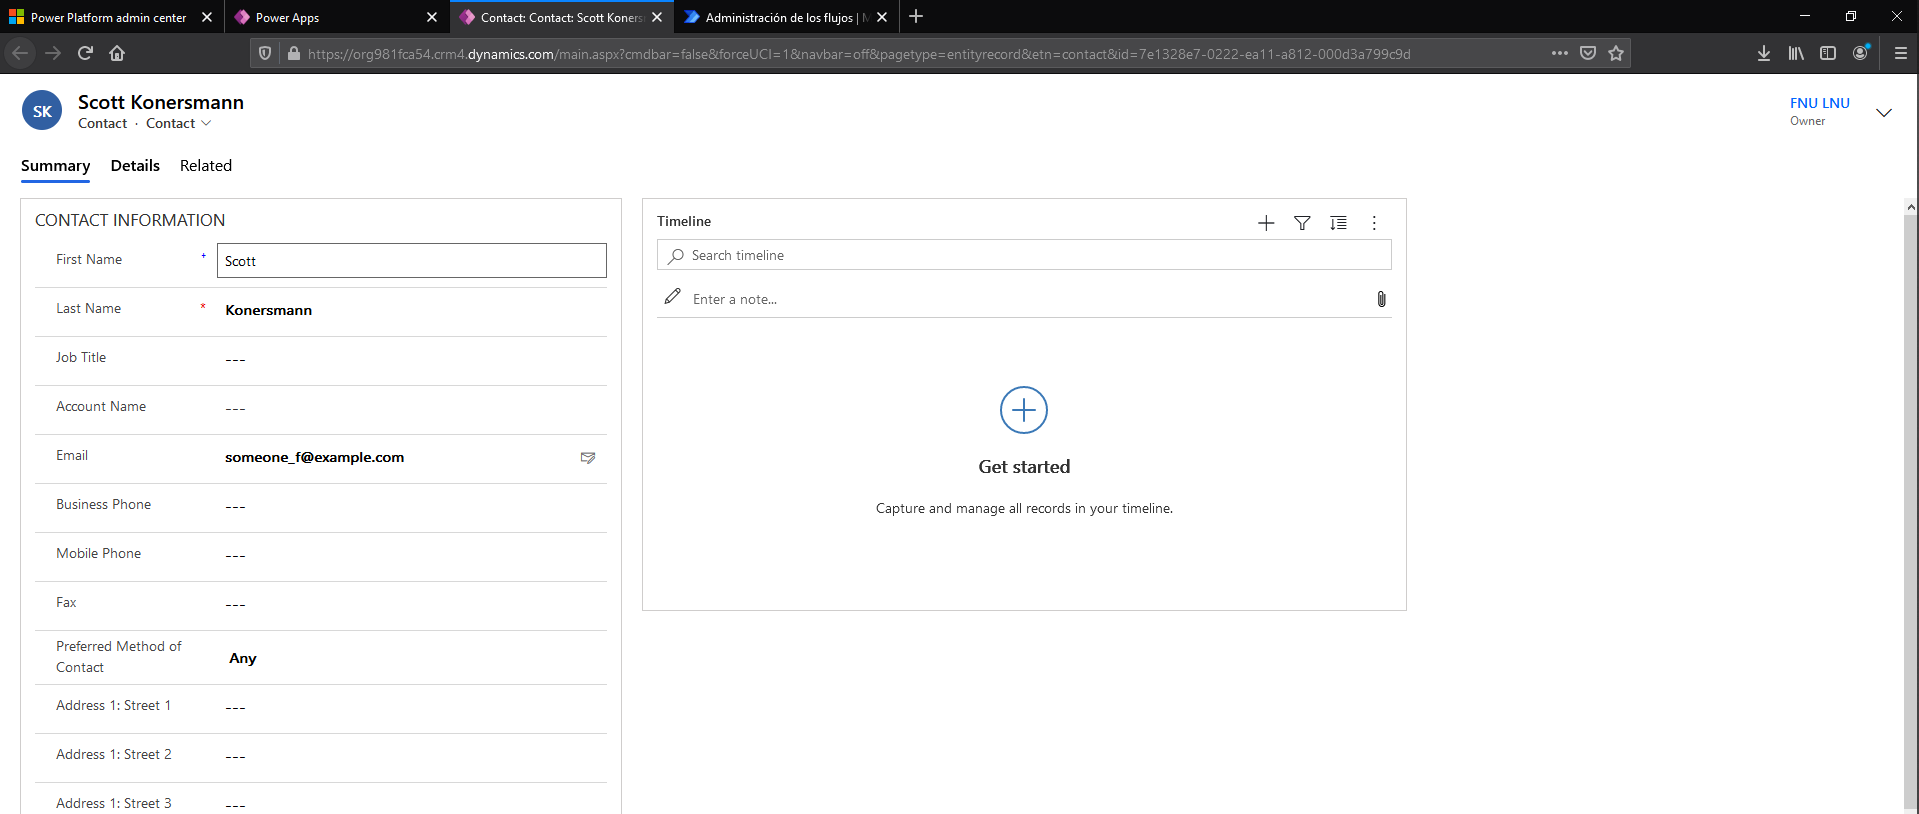 Power Platform admin center
Power Apps
Contact: Contact: Scott Koners
Administración de los flujos | M
https://org981fca54.crm4.dynamics.com/main.aspx?cmdbar=false&forceUCI=1&navbar=off&pagetype=entityrecord&etn=contact&id=7e1328e7-0222-ea11-a812-000d3a799c9d
SK
Scott Konersmann
Contact · Contact
FNU LNU
Owner
Summary
Details
Related
CONTACT INFORMATION
First Name
+
Scott
Last Name
*
Konersmann
Job Title
---
Account Name
---
Email
someone_f@example.com
Business Phone
---
Mobile Phone
---
Fax
---
Preferred Method of
Contact
Any
Address 1: Street 1
---
Address 1: Street 2
---
Address 1: Street 3
---
Timeline
Search timeline
Enter a note...
Get started
Capture and manage all records in your timeline.